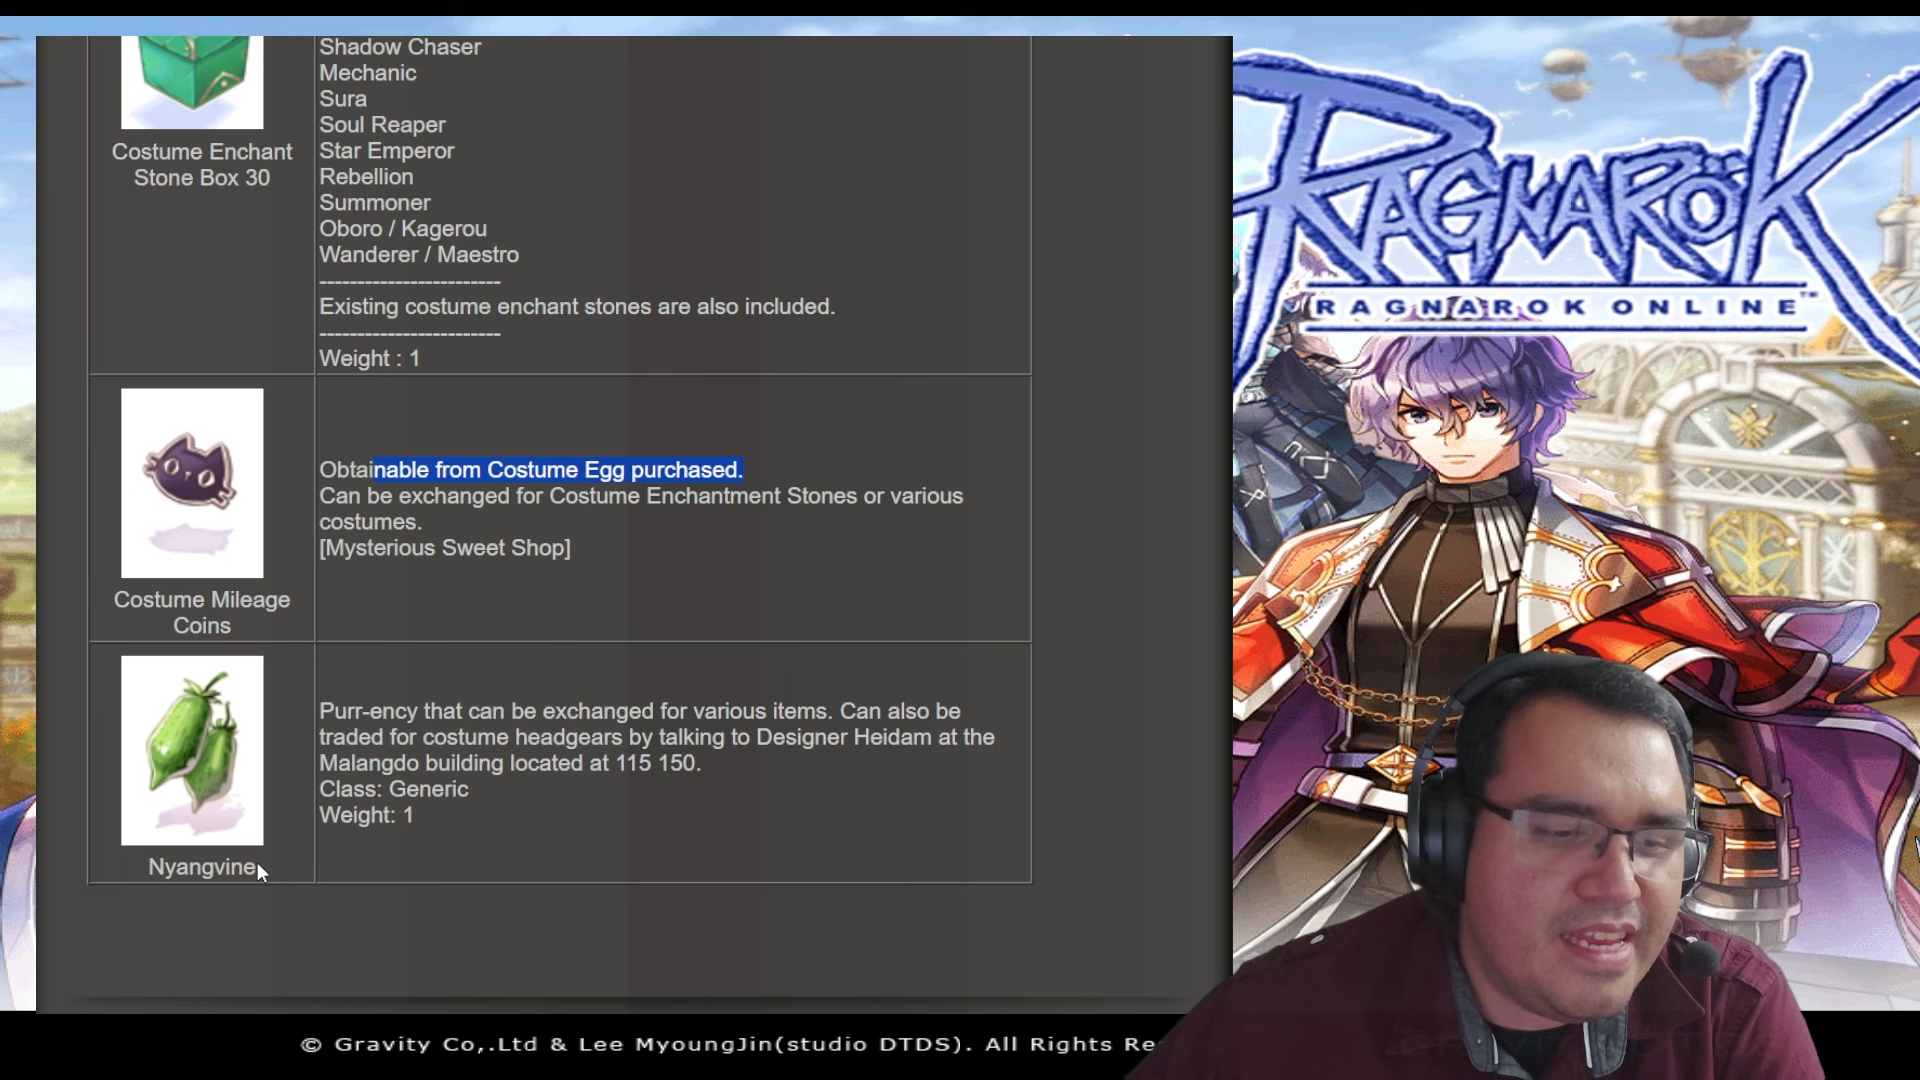 Shadow Chaser
Mechanic
Sura
Soul Reaper
Star Emperor
Rebellion
Summoner
Oboro / Kagerou
Wanderer / Maestro
------------------------
Existing costume enchant stones are also included.
------------------------
Weight : 1
Costume Enchant
Stone Box 30
Obtainable from Costume Egg purchased.
Can be exchanged for Costume Enchantment Stones or various
costumes.
[Mysterious Sweet Shop]
Costume Mileage
Coins
Purr-ency that can be exchanged for various items. Can also be
traded for costume headgears by talking to Designer Heidam at the
Malangdo building located at 115 150.
Class: Generic
Weight: 1
Nyangvine
RAGNARÖK
RAGNAROK ONLINE™
© Gravity Co,.Ltd & Lee MyoungJin(studio DTDS). All Rights